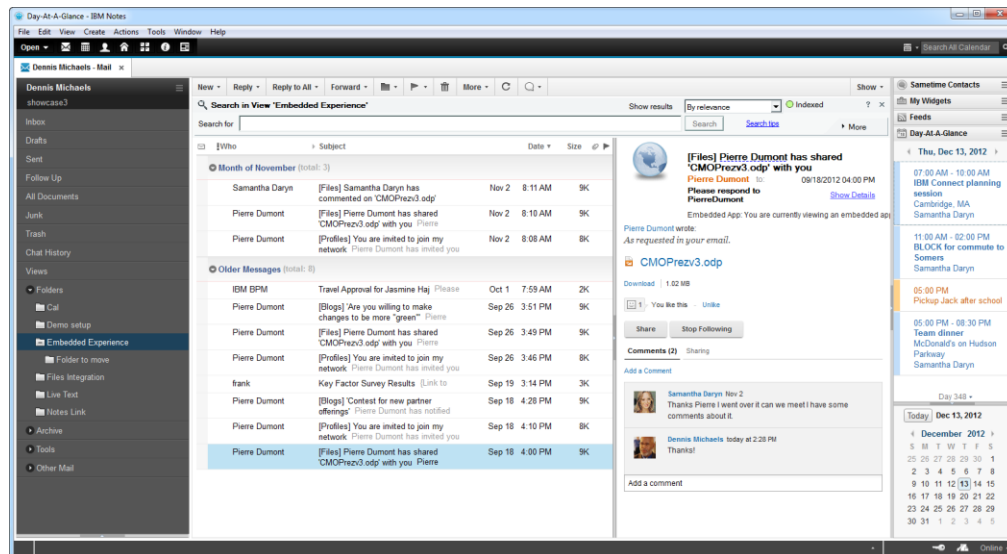 Day-At-A-Glance - IBM Notes
File Edit View Create Actions Tools Window Help
Open
Search All Calendar
Dennis Michaels - Mail ×
Dennis Michaels
showcase3
Inbox
Drafts
Sent
Follow Up
All Documents
Junk
Trash
Chat History
Views
Folders
Cal
Demo setup
Embedded Experience
Folder to move
Files Integration
Live Text
Notes Link
Archive
Tools
Other Mail
New Reply Reply to All Forward More Show
Search in View 'Embedded Experience'
Show results By relevance Indexed ? ×
Search for Search Search tips More
! Who Subject Date Size
Month of November (total: 3)
Samantha Daryn [Files] Samantha Daryn has Nov 2 8:11 AM 9K
commented on 'CMOPrezv3.odp'
Pierre Dumont [Files] Pierre Dumont has shared Nov 2 8:10 AM 9K
'CMOPrezv3.odp' with you Pierre
Pierre Dumont [Profiles] You are invited to join my Nov 2 8:08 AM 8K
network Pierre Dumont has invited you
Older Messages (total: 8)
IBM BPM Travel Approval for Jasmine Haj Please Oct 1 7:59 AM 2K
Pierre Dumont [Blogs] 'Are you willing to make Sep 26 3:51 PM 9K
changes to be more "green"' Pierre
Pierre Dumont [Files] Pierre Dumont has shared Sep 26 3:49 PM 9K
'CMOPrezv3.odp' with you Pierre
Pierre Dumont [Profiles] You are invited to join my Sep 26 3:46 PM 8K
network Pierre Dumont has invited you
frank Key Factor Survey Results (Link to Sep 19 3:14 PM 3K
Pierre Dumont [Blogs] 'Contest for new partner Sep 18 4:28 PM 9K
offerings' Pierre Dumont has notified
Pierre Dumont [Profiles] You are invited to join my Sep 18 4:10 PM 8K
network Pierre Dumont has invited you
Pierre Dumont [Files] Pierre Dumont has shared Sep 18 4:00 PM 9K
'CMOPrezv3.odp' with you Pierre
[Files] Pierre Dumont has shared
'CMOPrezv3.odp' with you
Pierre Dumont to: 09/18/2012 04:00 PM
Please respond to
PierreDumont Show Details
Embedded App: You are currently viewing an embedded app
Pierre Dumont wrote:
As requested in your email.
CMOPrezv3.odp
Download | 1.02 MB
1 - You like this - Unlike
Share Stop Following
Comments (2) Sharing
Add a Comment
Samantha Daryn Nov 2
Thanks Pierre I went over it can we meet I have some
comments about it.
Dennis Michaels today at 2:28 PM
Thanks!
Add a comment
Sametime Contacts
My Widgets
Feeds
Day-At-A-Glance
Thu, Dec 13, 2012
07:00 AM - 10:00 AM
IBM Connect planning
session
Cambridge, MA
Samantha Daryn
11:00 AM - 02:00 PM
BLOCK for commute to
Somers
Samantha Daryn
05:00 PM
Pickup Jack after school
05:00 PM - 08:30 PM
Team dinner
McDonald's on Hudson
Parkway
Samantha Daryn
Day 348
Today Dec 13, 2012
December 2012
S M T W T F S
25 26 27 28 29 30 1
2 3 4 5 6 7 8
9 10 11 12 13 14 15
16 17 18 19 20 21 22
23 24 25 26 27 28 29
30 31 1 2 3 4 5
Online